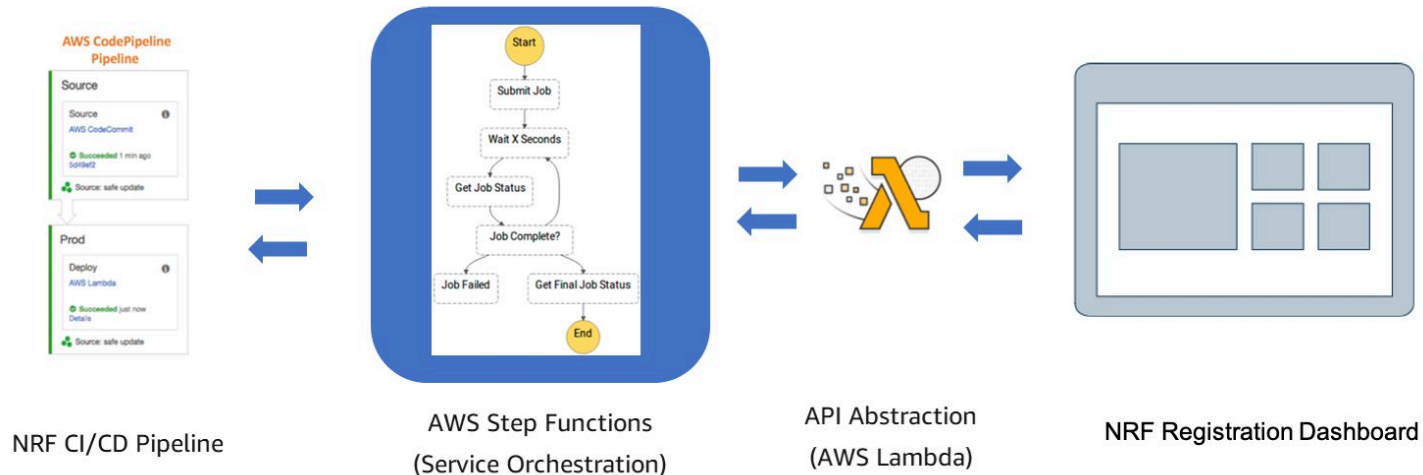 AWS CodePipeline
Pipeline
Source
Source
AWS CodeCommit
Succeeded 1 min ago
5d49ef2
Source: safe update
Prod
Deploy
AWS Lambda
Succeeded just now
Details
Source: safe update
NRF CI/CD Pipeline
Start
Submit Job
Wait X Seconds
Get Job Status
Job Complete?
Job Failed
Get Final Job Status
End
AWS Step Functions
(Service Orchestration)
API Abstraction
(AWS Lambda)
NRF Registration Dashboard